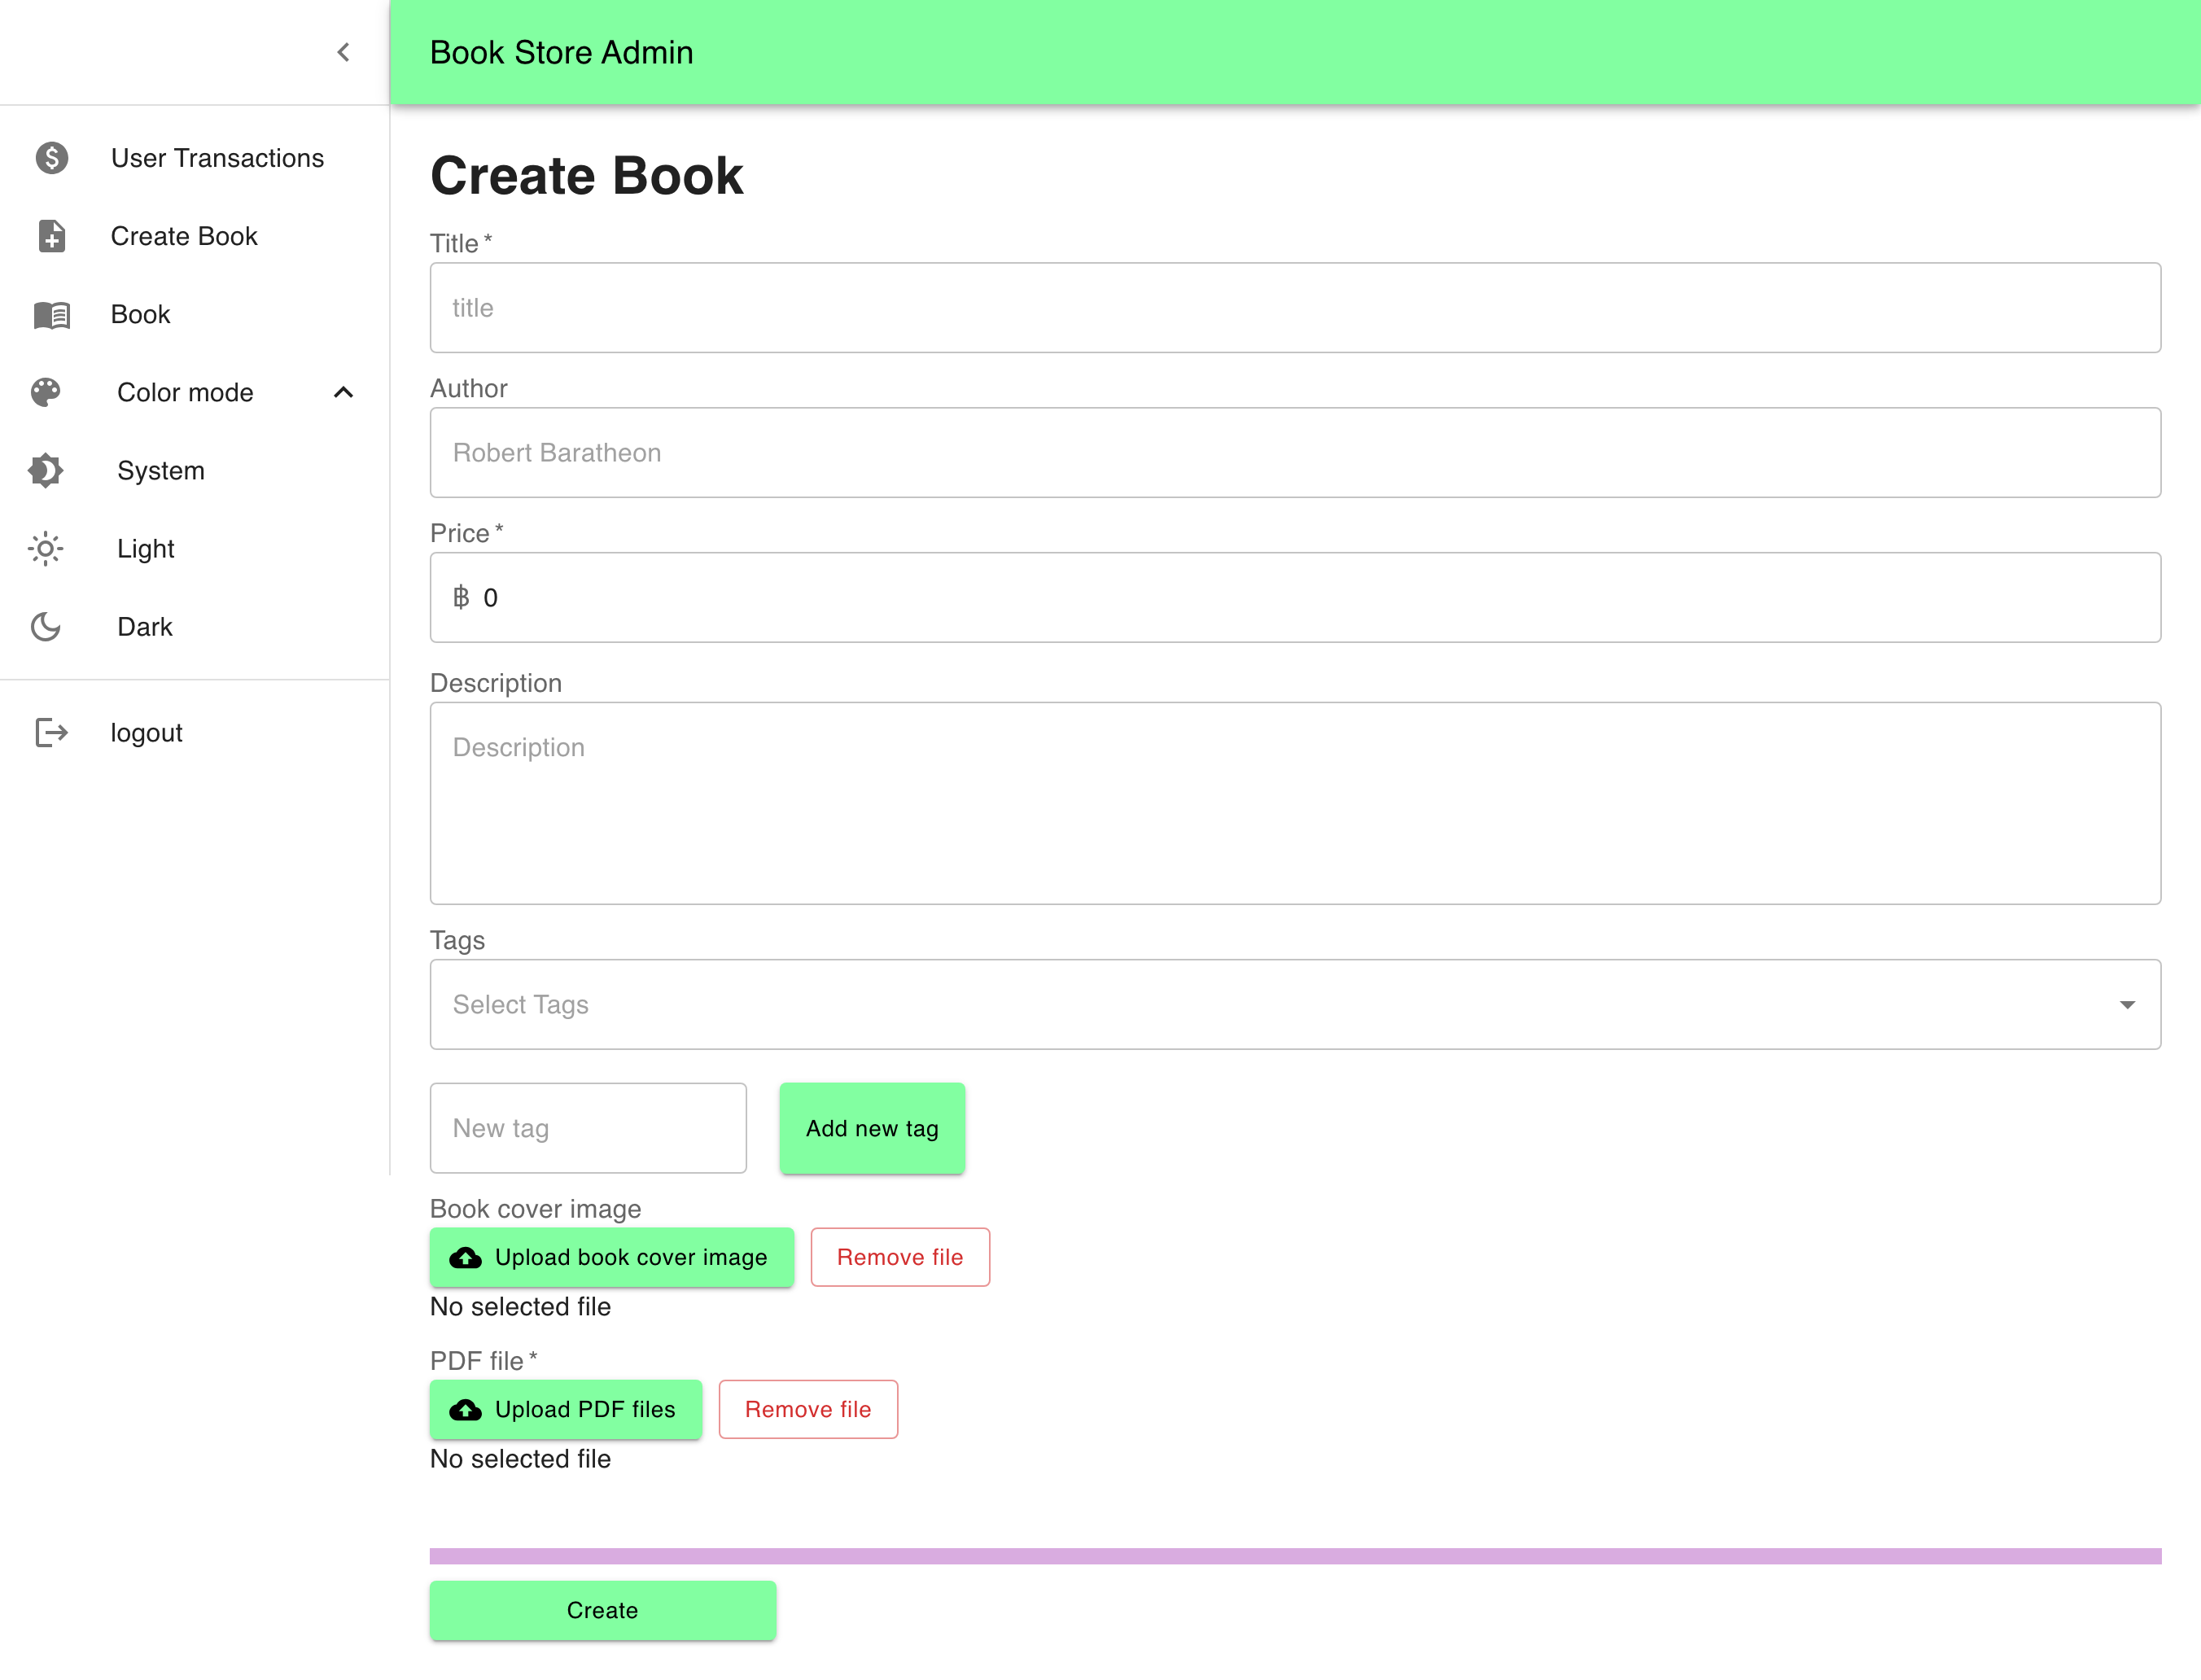 Book Store Admin
User Transactions
Create Book
Book
Color mode
System
Light
Dark
logout
Create Book
Title *
title
Author
Robert Baratheon
Price *
฿ 0
Description
Description
Tags
Select Tags
New tag
Add new tag
Book cover image
Upload book cover image
Remove file
No selected file
PDF file *
Upload PDF files
Remove file
No selected file
Create